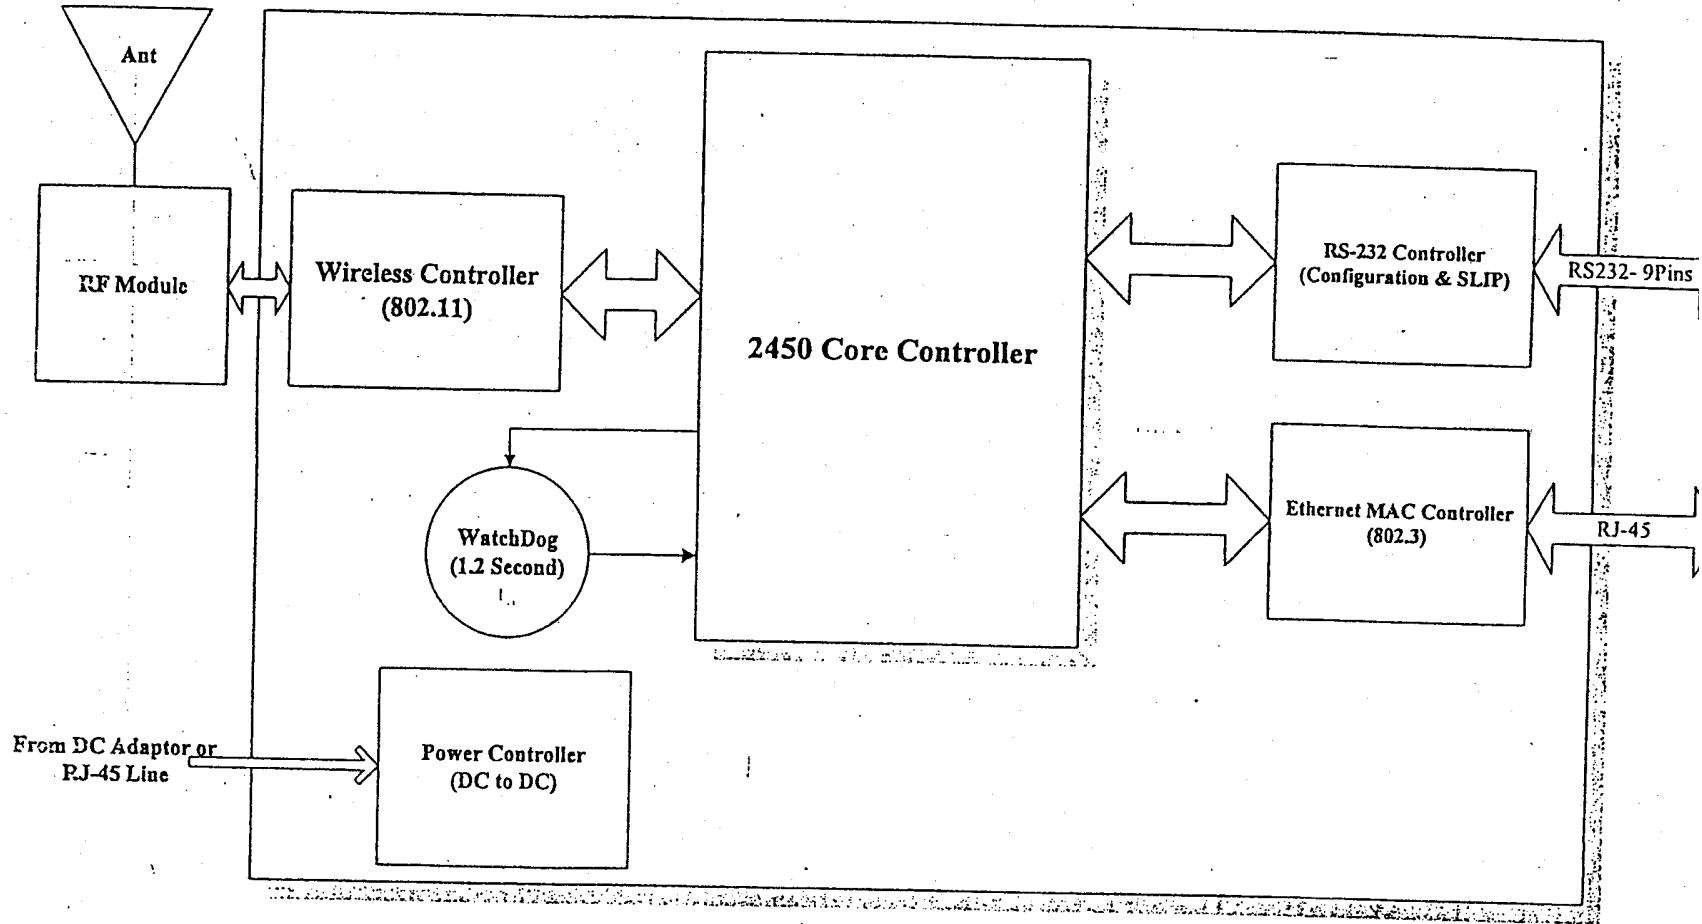 Ant
RF Module
Wireless Controller
(802.11)
2450 Core Controller
RS-232 Controller
(Configuration & SLIP)
RS232- 9Pins
WatchDog
(1.2 Second)
Ethernet MAC Controller
(802.3)
RJ-45
From DC Adaptor or
RJ-45 Line
Power Controller
(DC to DC)